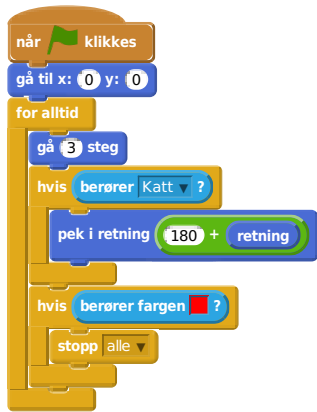 når klikkes
gå til x: 0 y: 0
for alltid
gå 3 steg
hvis berører Katt ?
pek i retning 180 + retning
hvis berører fargen ?
stopp alle